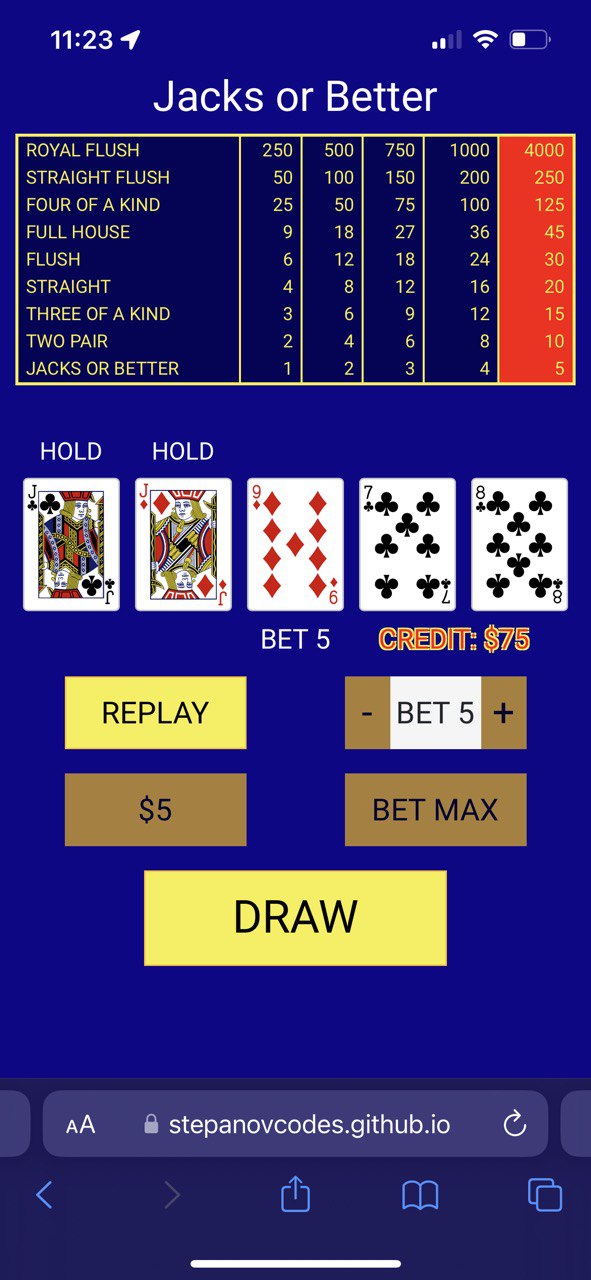 11:23
Jacks or Better
ROYAL FLUSH 250 500 750 1000 4000
STRAIGHT FLUSH 50 100 150 200 250
FOUR OF A KIND 25 50 75 100 125
FULL HOUSE 9 18 27 36 45
FLUSH 6 12 18 24 30
STRAIGHT 4 8 12 16 20
THREE OF A KIND 3 6 9 12 15
TWO PAIR 2 4 6 8 10
JACKS OR BETTER 1 2 3 4 5
HOLD HOLD
J J 9 7 8
J J 9 7 8
BET 5 CREDIT: $75
REPLAY - BET 5 +
$5 BET MAX
DRAW
AA stepanovcodes.github.io